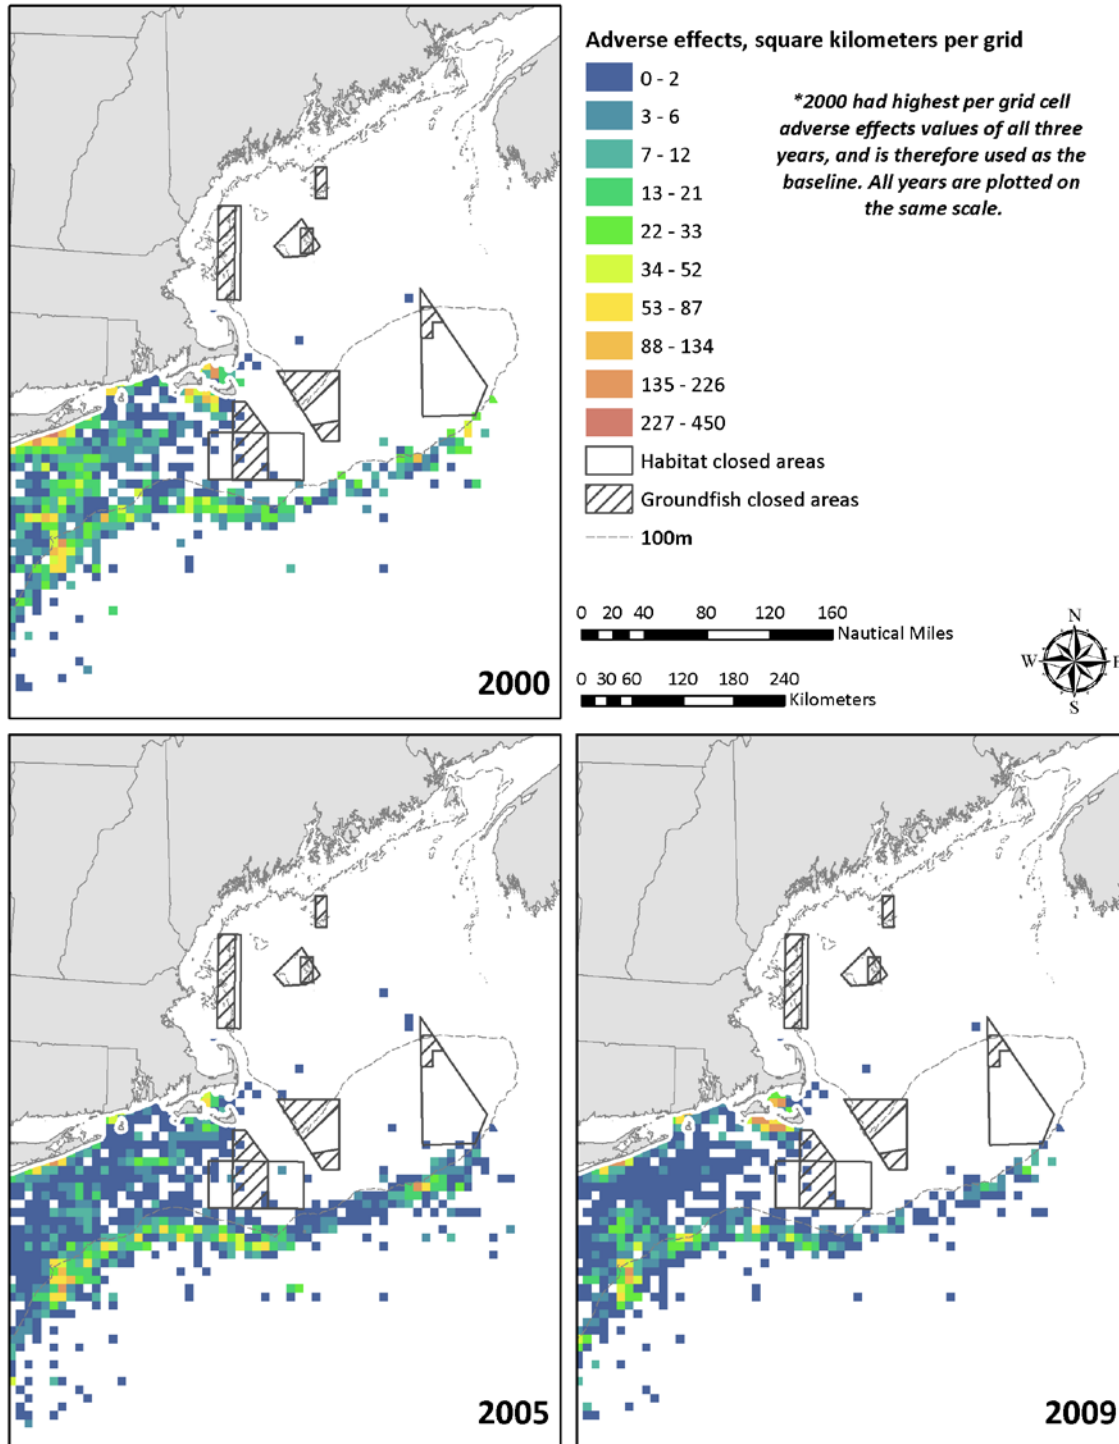 Adverse effects, square kilometers per grid
0 - 2
3 - 6
7 - 12
13 - 21
22 - 33
34 - 52
53 - 87
88 - 134
135 - 226
227 - 450
Habitat closed areas
Groundfish closed areas
100m
*2000 had highest per grid cell
adverse effects values of all three
years, and is therefore used as the
baseline. All years are plotted on
the same scale.
0 20 40 80 120 160
Nautical Miles
0 30 60 120 180 240
Kilometers
N
W E
S
2000
2005
2009